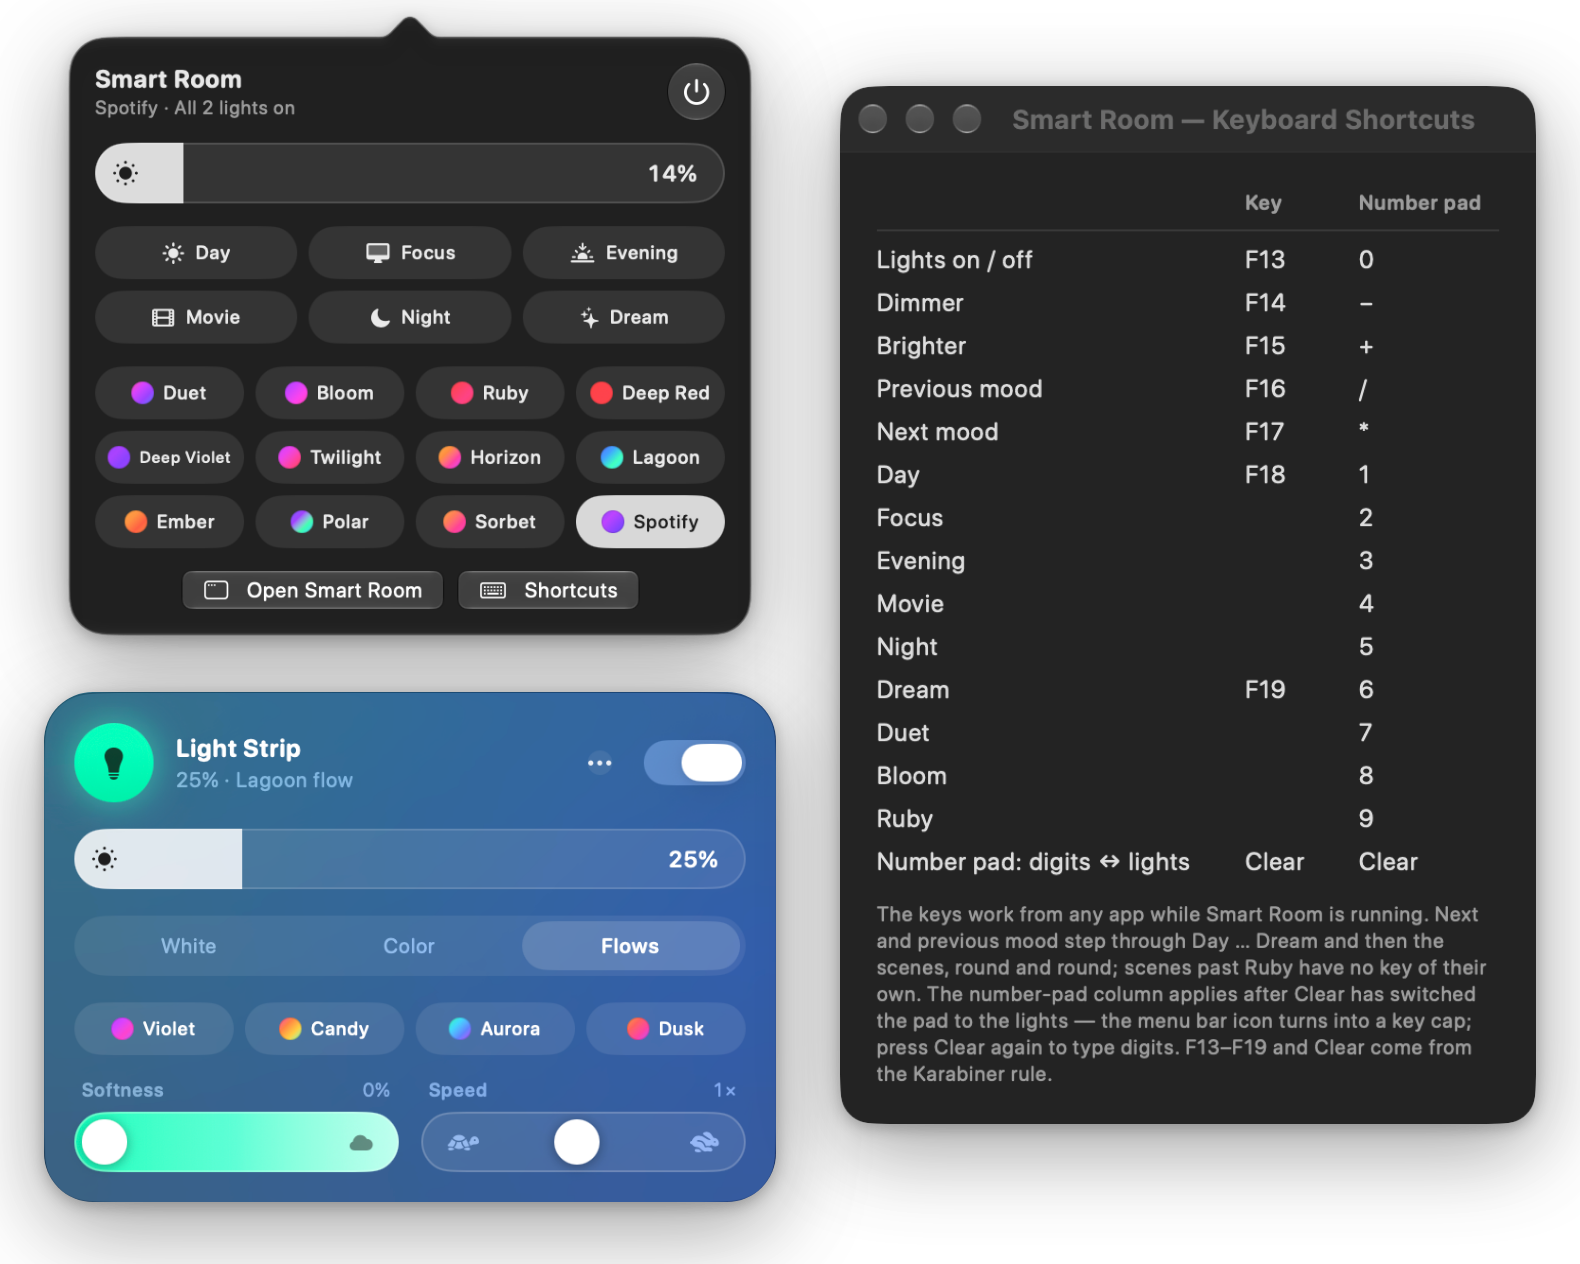 Smart Room
Spotify · All 2 lights on
14%
Day
Focus
Evening
Movie
Night
Dream
Duet
Bloom
Ruby
Deep Red
Deep Violet
Twilight
Horizon
Lagoon
Ember
Polar
Sorbet
Spotify
Open Smart Room
Shortcuts
Light Strip
25% · Lagoon flow
25%
White
Color
Flows
Violet
Candy
Aurora
Dusk
Softness 0%
Speed 1×
Smart Room — Keyboard Shortcuts
Key Number pad
Lights on / off F13 0
Dimmer F14 –
Brighter F15 +
Previous mood F16 /
Next mood F17 *
Day F18 1
Focus 2
Evening 3
Movie 4
Night 5
Dream F19 6
Duet 7
Bloom 8
Ruby 9
Number pad: digits ↔ lights Clear Clear
The keys work from any app while Smart Room is running. Next
and previous mood step through Day ... Dream and then the
scenes, round and round; scenes past Ruby have no key of their
own. The number-pad column applies after Clear has switched
the pad to the lights — the menu bar icon turns into a key cap;
press Clear again to type digits. F13–F19 and Clear come from
the Karabiner rule.